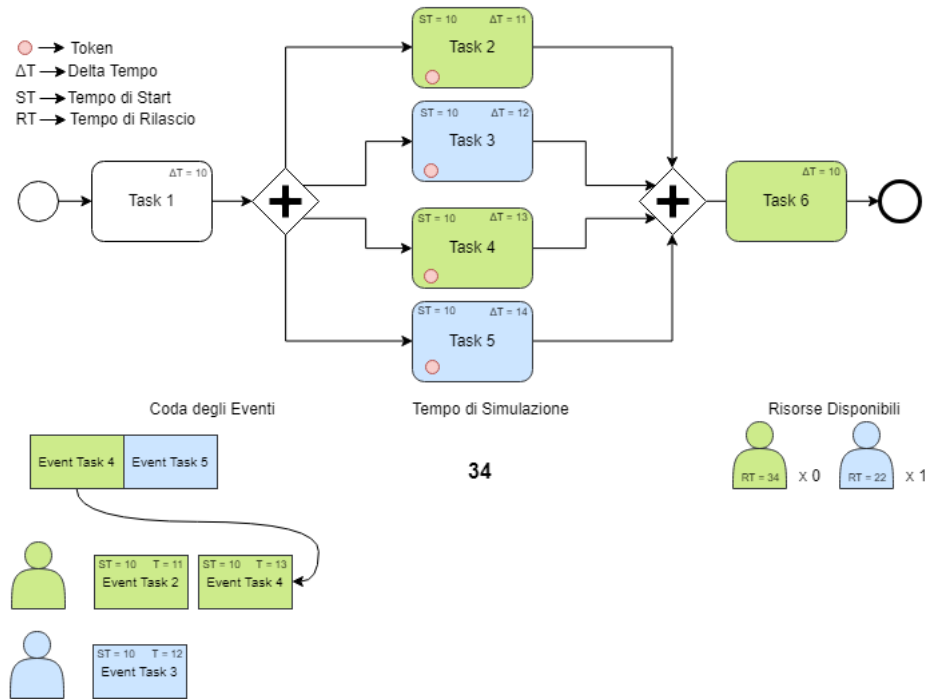 Token
ΔT Delta Tempo
ST Tempo di Start
RT Tempo di Rilascio
ΔT = 10
Task 1
ST = 10 ΔT = 11
Task 2
ST = 10 ΔT = 12
Task 3
ST = 10 ΔT = 13
Task 4
ST = 10 ΔT = 14
Task 5
ΔT = 10
Task 6
Coda degli Eventi
Tempo di Simulazione
Risorse Disponibili
Event Task 4
Event Task 5
34
RT = 34
x 0
RT = 22
x 1
ST = 10 T = 11
Event Task 2
ST = 10 T = 13
Event Task 4
ST = 10 T = 12
Event Task 3